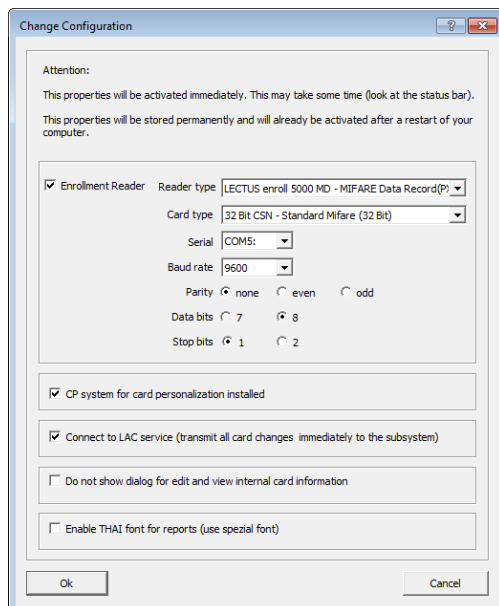 Change Configuration
Attention:
This properties will be activated immediately. This may take some time (look at the status bar).
This properties will be stored permanently and will already be activated after a restart of your
computer.
Enrollment Reader Reader type LECTUS enroll 5000 MD - MIFARE Data Record(P
Card type 32 Bit CSN - Standard Mifare (32 Bit)
Serial COM5:
Baud rate 9600
Parity none even odd
Data bits 7 8
Stop bits 1 2
CP system for card personalization installed
Connect to LAC service (transmit all card changes immediately to the subsystem)
Do not show dialog for edit and view internal card information
Enable THAI font for reports (use spezial font)
Ok Cancel